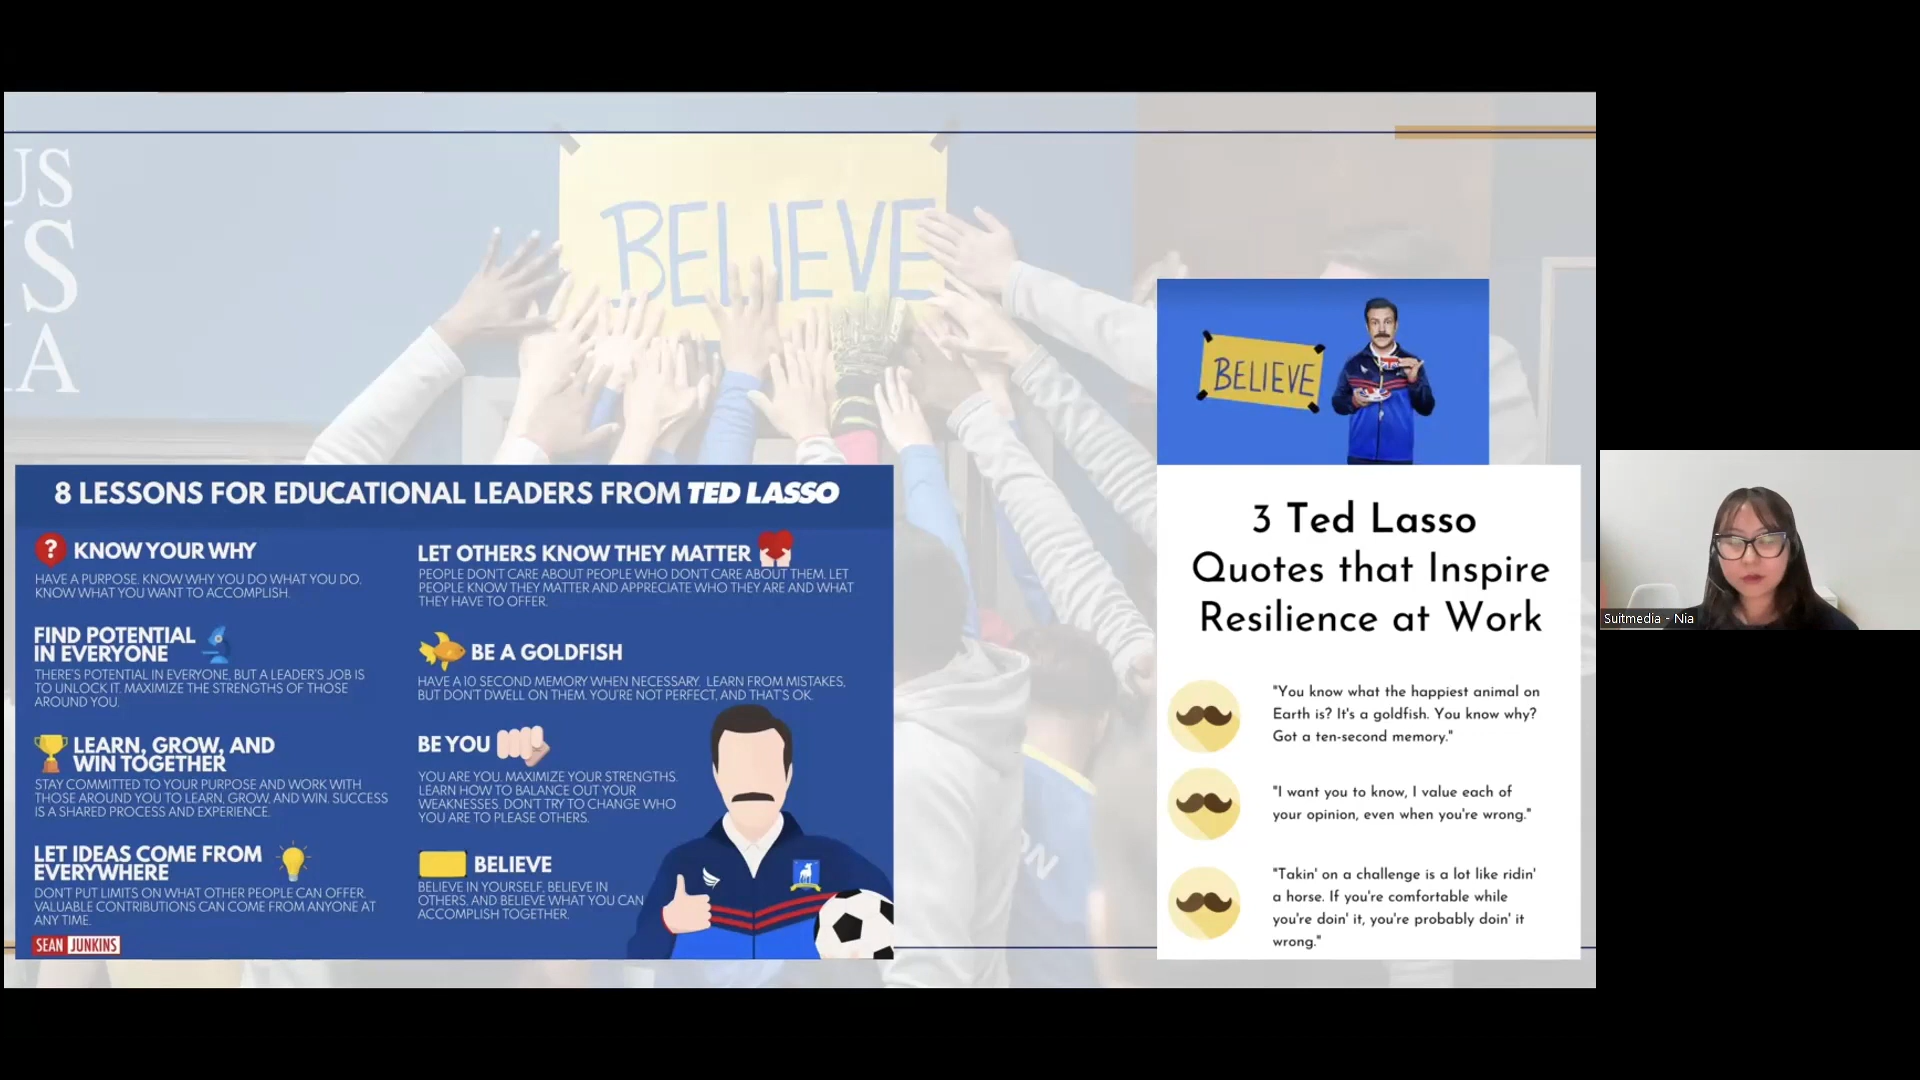 US
KS
IA
BELIEVE
8 LESSONS FOR EDUCATIONAL LEADERS FROM TED LASSO
? KNOW YOUR WHY
HAVE A PURPOSE. KNOW WHY YOU DO WHAT YOU DO.
KNOW WHAT YOU WANT TO ACCOMPLISH.
FIND POTENTIAL
IN EVERYONE
THERE'S POTENTIAL IN EVERYONE, BUT A LEADER'S JOB IS
TO UNLOCK IT. MAXIMIZE THE STRENGTHS OF THOSE
AROUND YOU.
LEARN, GROW, AND
WIN TOGETHER
STAY COMMITTED TO YOUR PURPOSE AND WORK WITH
THOSE AROUND YOU TO LEARN, GROW, AND WIN. SUCCESS
IS A SHARED PROCESS AND EXPERIENCE.
LET IDEAS COME FROM
EVERYWHERE
DON'T PUT LIMITS ON WHAT OTHER PEOPLE CAN OFFER.
VALUABLE CONTRIBUTIONS CAN COME FROM ANYONE AT
ANY TIME.
SEAN JUNKINS
LET OTHERS KNOW THEY MATTER
PEOPLE DON'T CARE ABOUT PEOPLE WHO DON'T CARE ABOUT THEM. LET
PEOPLE KNOW THEY MATTER AND APPRECIATE WHO THEY ARE AND WHAT
THEY HAVE TO OFFER.
BE A GOLDFISH
HAVE A 10 SECOND MEMORY WHEN NECESSARY. LEARN FROM MISTAKES,
BUT DON'T DWELL ON THEM. YOU'RE NOT PERFECT, AND THAT'S OK.
BE YOU
YOU ARE YOU. MAXIMIZE YOUR STRENGTHS.
LEARN HOW TO BALANCE OUT YOUR
WEAKNESSES. DON'T TRY TO CHANGE WHO
YOU ARE TO PLEASE OTHERS.
BELIEVE
BELIEVE IN YOURSELF, BELIEVE IN
OTHERS, AND BELIEVE WHAT YOU CAN
ACCOMPLISH TOGETHER.
BELIEVE
3 Ted Lasso
Quotes that Inspire
Resilience at Work
"You know what the happiest animal on
Earth is? It's a goldfish. You know why?
Got a ten-second memory."
"I want you to know, I value each of
your opinion, even when you're wrong."
"Takin' on a challenge is a lot like ridin'
a horse. If you're comfortable while
you're doin' it, you're probably doin' it
wrong."
Suitmedia - Nia